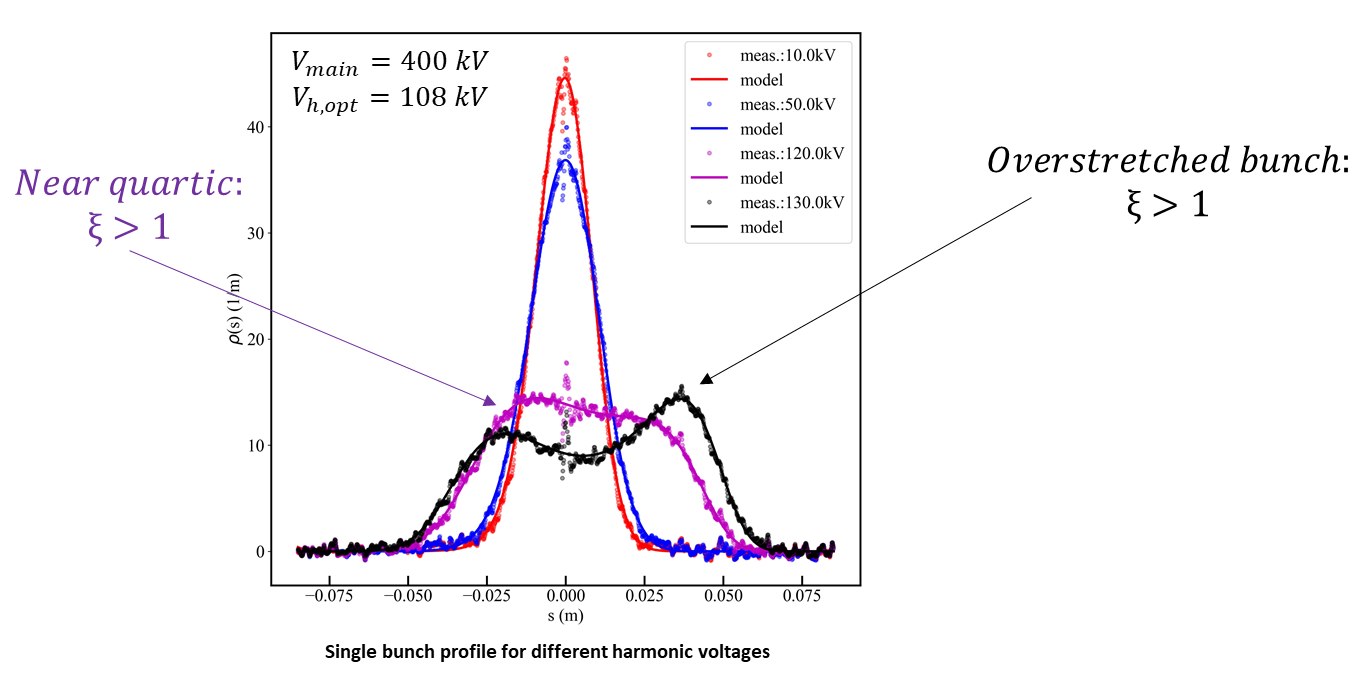 V_main = 400 kV
V_h,opt = 108 kV
meas.:10.0kV
model
meas.:50.0kV
model
meas.:120.0kV
model
meas.:130.0kV
model
Near quartic:
ξ > 1
Overstretched bunch:
ξ > 1
ρ(s) (1/m)
40
30
20
10
0
−0.075 −0.050 −0.025 0.000 0.025 0.050 0.075
s (m)
Single bunch profile for different harmonic voltages